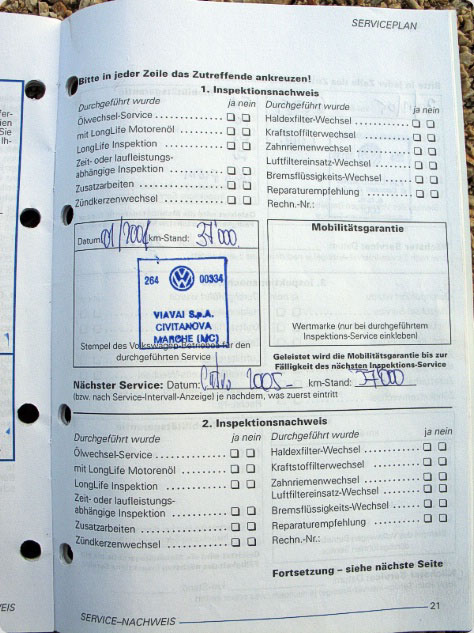 SERVICEPLAN
Bitte in jeder Zeile das Zutreffende ankreuzen!
1. Inspektionsnachweis
Durchgeführt wurde ja nein
Ölwechsel-Service
mit LongLife Motorenöl
LongLife Inspektion
Zeit- oder laufleistungs-
abhängige Inspektion
Zusatzarbeiten
Zündkerzenwechsel
Durchgeführt wurde ja nein
Haldexfilter-Wechsel
Kraftstoffilterwechsel
Zahnriemenwechsel
Luftfiltereinsatz-Wechsel
Bremsflüssigkeits-Wechsel
Reparaturempfehlung
Rechn.-Nr.:
Datum: km-Stand: 37'000
264 00334
VIAVAI S.p.A.
CIVITANOVA
MARCHE (MC)
Stempel des Volkswagen-Betriebes für den
durchgeführten Service
Mobilitätsgarantie
Wertmarke (nur bei durchgeführtem
Inspektions-Service einkleben)
Geleistet wird die Mobilitätsgarantie bis zur
Fälligkeit des nächsten Inspektions-Service
Nächster Service: Datum: 2005 km-Stand: 57000
(bzw. nach Service-Intervall-Anzeige) je nachdem, was zuerst eintritt
2. Inspektionsnachweis
Durchgeführt wurde ja nein
Ölwechsel-Service
mit LongLife Motorenöl
LongLife Inspektion
Zeit- oder laufleistungs-
abhängige Inspektion
Zusatzarbeiten
Zündkerzenwechsel
Durchgeführt wurde ja nein
Haldexfilter-Wechsel
Kraftstoffilterwechsel
Zahnriemenwechsel
Luftfiltereinsatz-Wechsel
Bremsflüssigkeits-Wechsel
Reparaturempfehlung
Rechn.-Nr.:
Fortsetzung – siehe nächste Seite
SERVICE–NACHWEIS
21